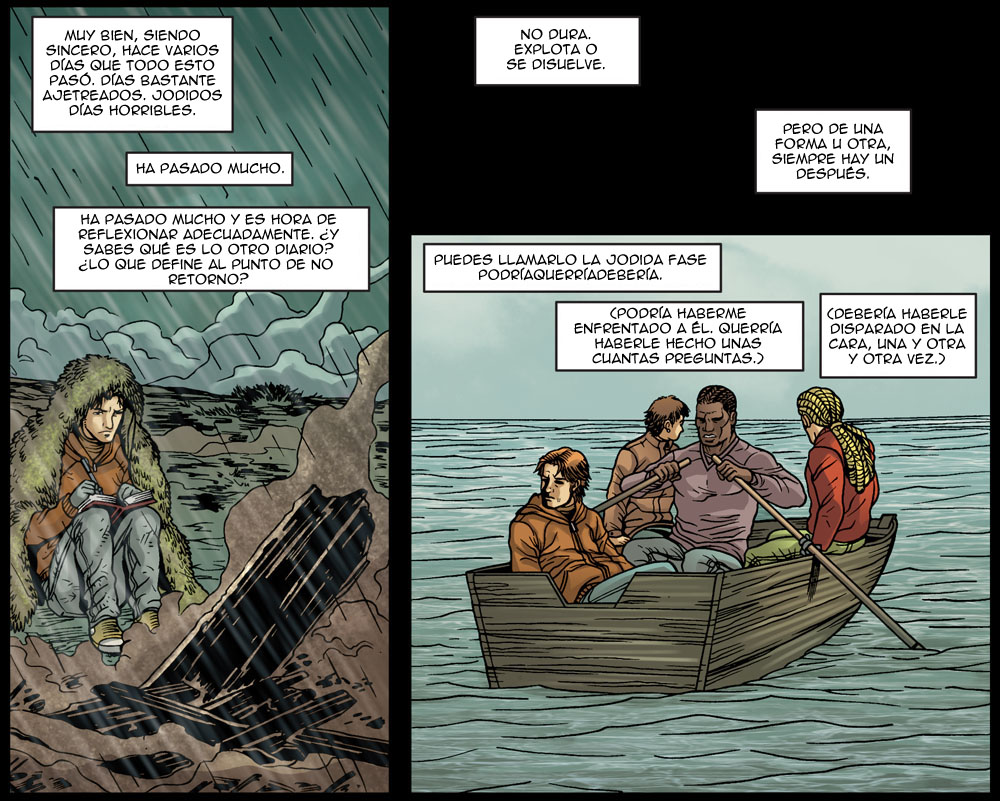 MUY BIEN, SIENDO
SINCERO, HACE VARIOS
DÍAS QUE TODO ESTO
PASÓ. DÍAS BASTANTE
AJETREADOS. JODIDOS
DÍAS HORRIBLES.
HA PASADO MUCHO.
HA PASADO MUCHO Y ES HORA DE
REFLEXIONAR ADECUADAMENTE. ¿Y
SABES QUÉ ES LO OTRO DIARIO?
¿LO QUE DEFINE AL PUNTO DE NO
RETORNO?
NO DURA.
EXPLOTA O
SE DISUELVE.
PERO DE UNA
FORMA U OTRA,
SIEMPRE HAY UN
DESPUÉS.
PUEDES LLAMARLO LA JODIDA FASE
PODRÍAQUERRÍADEBERÍA.
(PODRÍA HABERME
ENFRENTADO A ÉL. QUERRÍA
HABERLE HECHO UNAS
CUANTAS PREGUNTAS.)
(DEBERÍA HABERLE
DISPARADO EN LA
CARA, UNA Y OTRA
Y OTRA VEZ.)